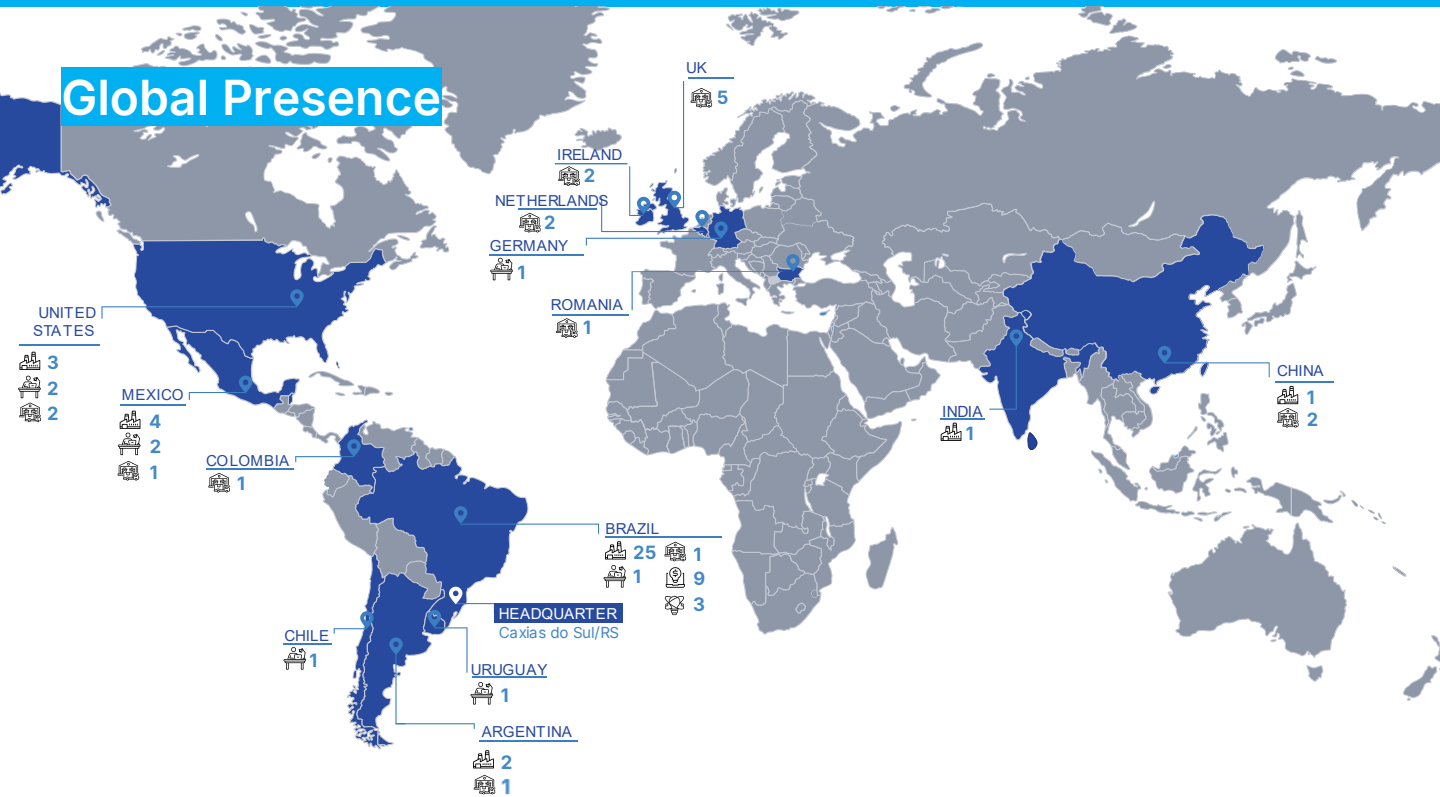 Global Presence
UK
5
IRELAND
2
NETHERLANDS
2
GERMANY
1
ROMANIA
1
UNITED
STATES
3
2
2
MEXICO
4
2
1
COLOMBIA
1
CHINA
1
2
INDIA
1
BRAZIL
25 1
1 9
3
HEADQUARTER
Caxias do Sul/RS
CHILE
1
URUGUAY
1
ARGENTINA
2
1